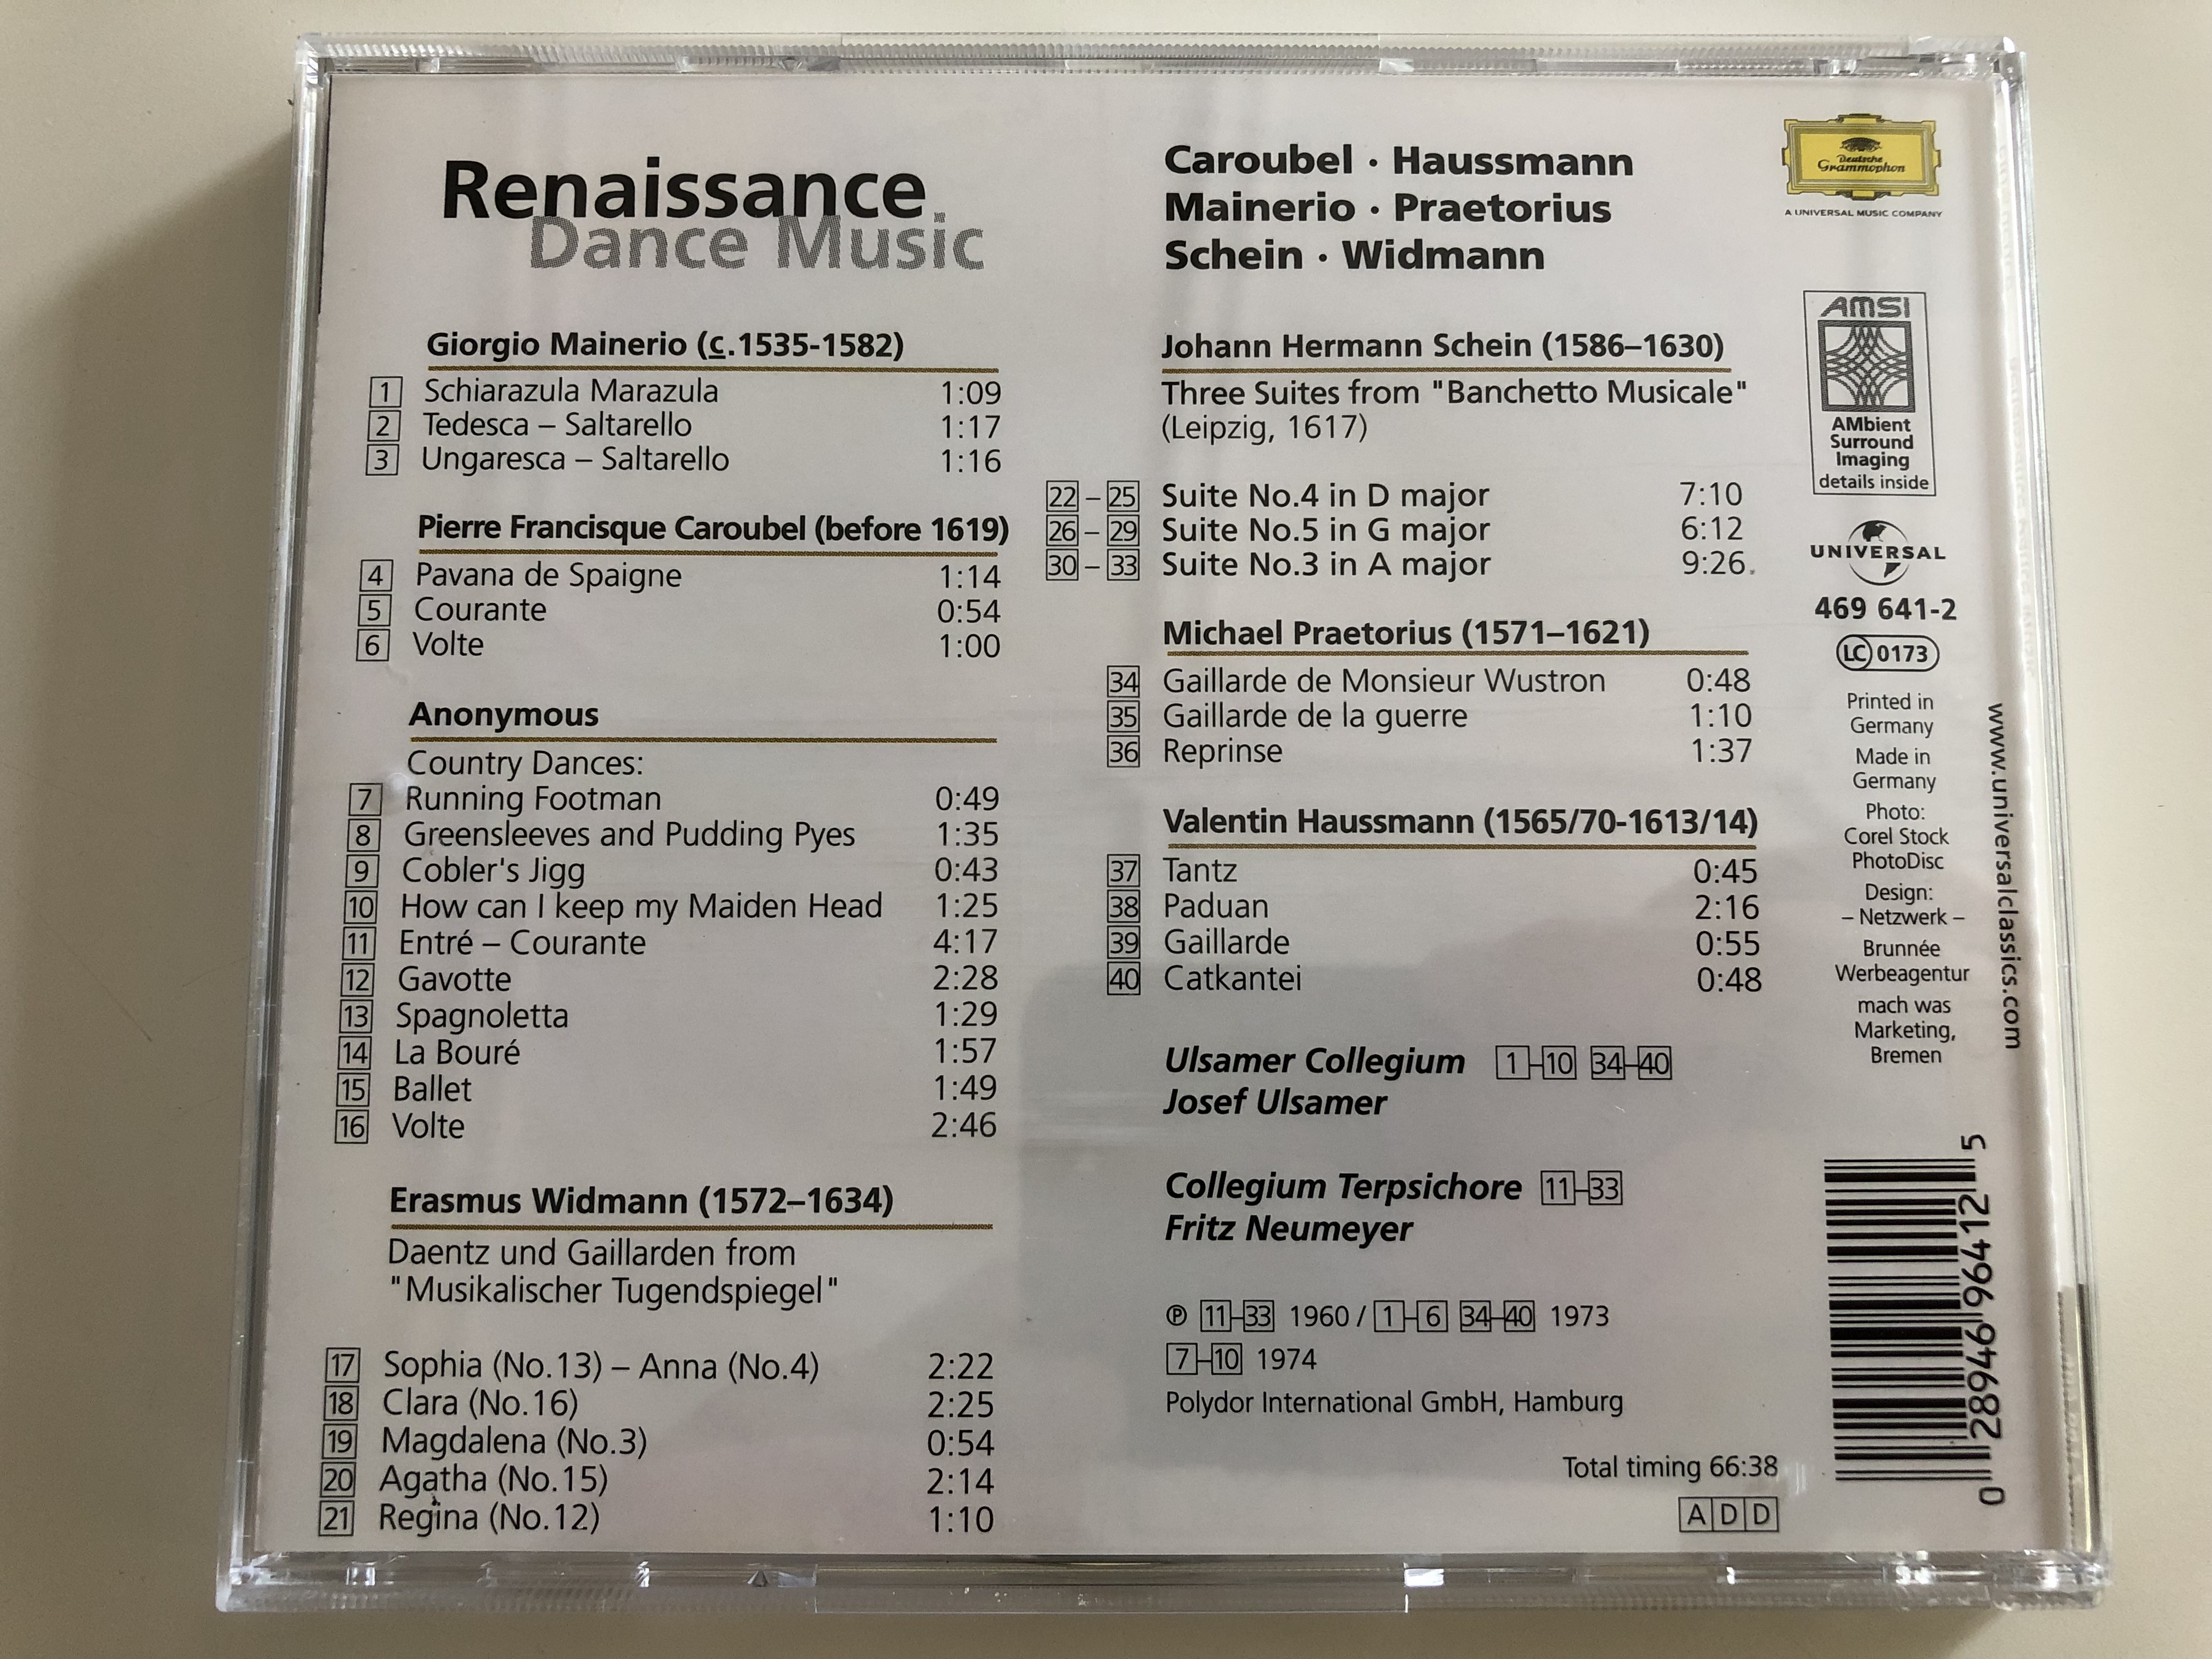 Renaissance
Dance Music
Giorgio Mainerio (c.1535-1582)
1 Schiarazula Marazula 1:09
2 Tedesca – Saltarello 1:17
3 Ungaresca – Saltarello 1:16
Pierre Francisque Caroubel (before 1619)
4 Pavana de Spaigne 1:14
5 Courante 0:54
6 Volte 1:00
Anonymous
Country Dances:
7 Running Footman 0:49
8 Greensleeves and Pudding Pyes 1:35
9 Cobler's Jigg 0:43
10 How can I keep my Maiden Head 1:25
11 Entré – Courante 4:17
12 Gavotte 2:28
13 Spagnoletta 1:29
14 La Bouré 1:57
15 Ballet 1:49
16 Volte 2:46
Erasmus Widmann (1572–1634)
Daentz und Gaillarden from
"Musikalischer Tugendspiegel"
17 Sophia (No.13) – Anna (No.4) 2:22
18 Clara (No.16) 2:25
19 Magdalena (No.3) 0:54
20 Agatha (No.15) 2:14
21 Regina (No.12) 1:10
Caroubel · Haussmann
Mainerio · Praetorius
Schein · Widmann
Johann Hermann Schein (1586–1630)
Three Suites from "Banchetto Musicale"
(Leipzig, 1617)
22 – 25 Suite No.4 in D major 7:10
26 – 29 Suite No.5 in G major 6:12
30 – 33 Suite No.3 in A major 9:26
Michael Praetorius (1571–1621)
34 Gaillarde de Monsieur Wustron 0:48
35 Gaillarde de la guerre 1:10
36 Reprinse 1:37
Valentin Haussmann (1565/70-1613/14)
37 Tantz 0:45
38 Paduan 2:16
39 Gaillarde 0:55
40 Catkantei 0:48
Ulsamer Collegium 1–10 34–40
Josef Ulsamer
Collegium Terpsichore 11–33
Fritz Neumeyer
℗ 11–33 1960 / 1–6 34–40 1973
7–10 1974
Polydor International GmbH, Hamburg
Total timing 66:38
ADD
Deutsche
Grammophon
A UNIVERSAL MUSIC COMPANY
AMSI
AMbient
Surround
Imaging
details inside
UNIVERSAL
469 641-2
LC 0173
Printed in
Germany
Made in
Germany
Photo:
Corel Stock
PhotoDisc
Design:
– Netzwerk –
Brunnée
Werbeagentur
mach was
Marketing,
Bremen
www.universalclassics.com
0 28946 96412 5